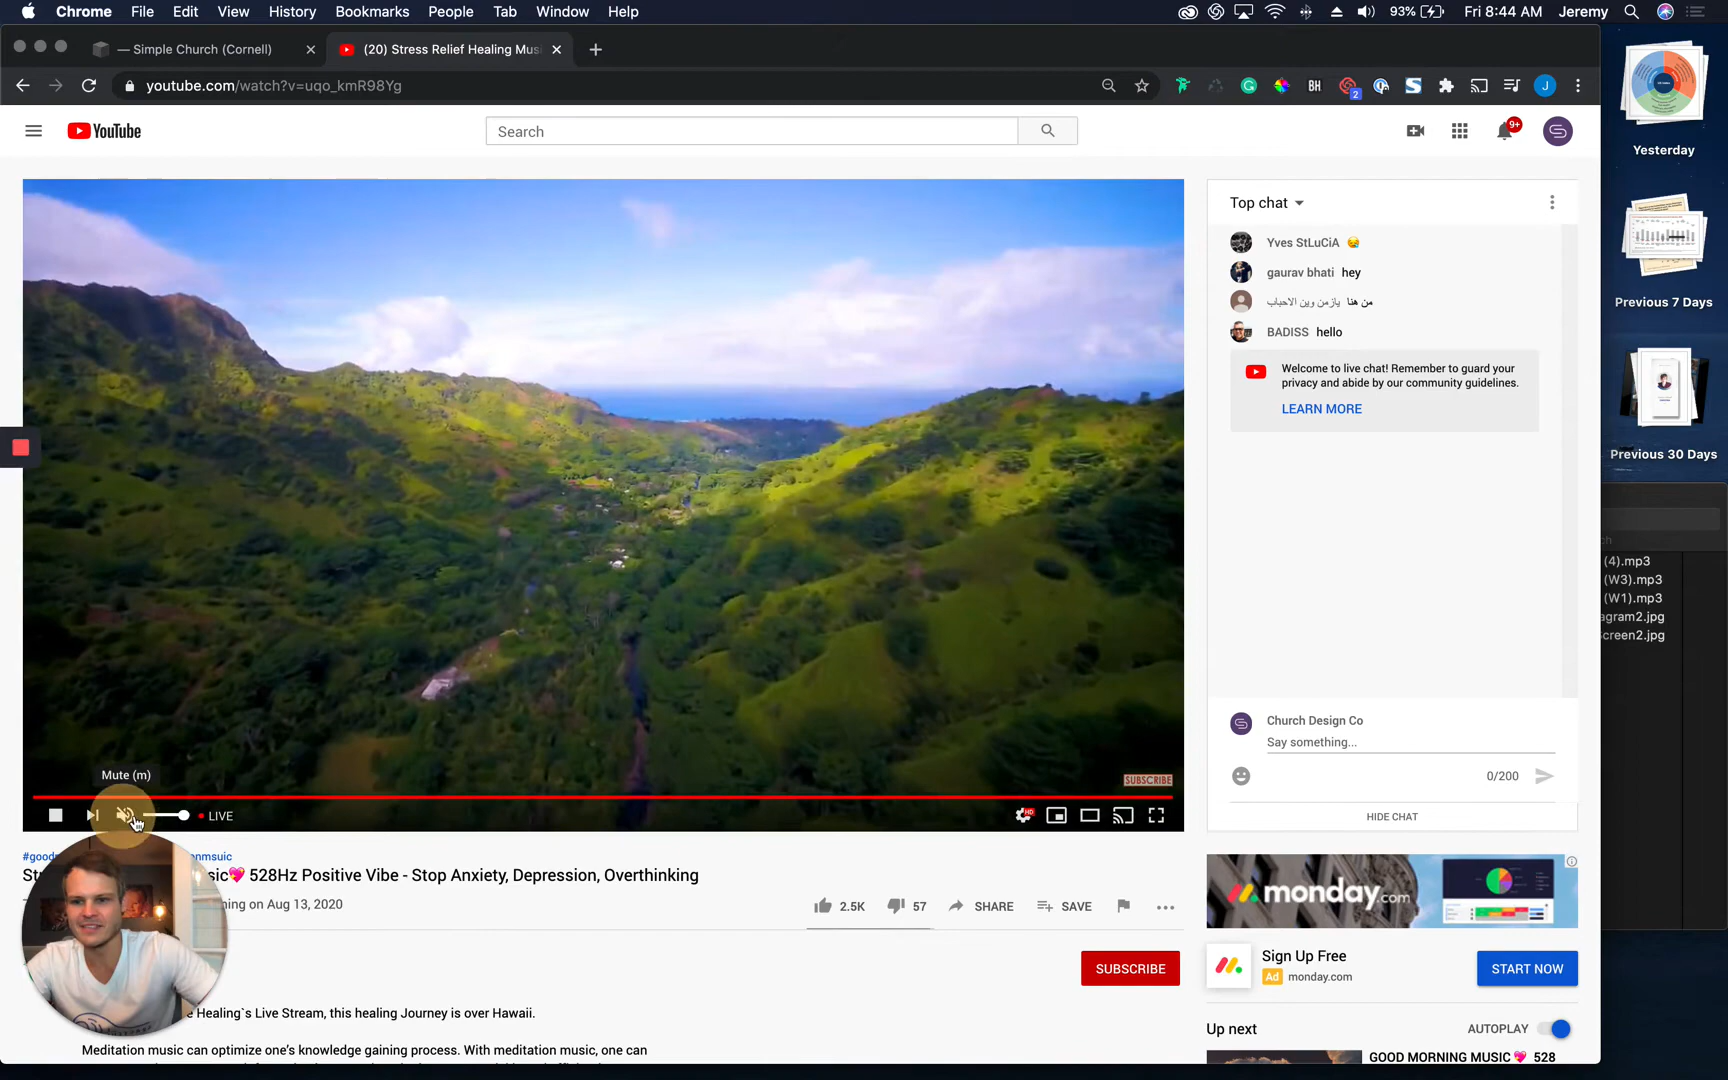 Chrome File Edit View History Bookmarks People Tab Window Help 93% Fri 8:44 AM Jeremy
— Simple Church (Cornell) (20) Stress Relief Healing Mus
youtube.com/watch?v=uqo_kmR98Yg BH 2 J
YouTube
Search
9+
Yesterday
Previous 7 Days
Previous 30 Days
Top chat
Yves StLuCiA 😪
gaurav bhati hey
يازمن وين الاحباب من هنا
BADISS hello
Welcome to live chat! Remember to guard your
privacy and abide by our community guidelines.
LEARN MORE
(4).mp3
(W3).mp3
(W1).mp3
agram2.jpg
creen2.jpg
Church Design Co
Say something...
0/200
HIDE CHAT
Mute (m)
SUBSCRIBE
LIVE
HD
#good
nmsuic
sic💖 528Hz Positive Vibe - Stop Anxiety, Depression, Overthinking
ing on Aug 13, 2020
2.5K 57 SHARE SAVE
SUBSCRIBE
e Healing`s Live Stream, this healing Journey is over Hawaii.
Meditation music can optimize one's knowledge gaining process. With meditation music, one can
monday.com
Sign Up Free
Ad monday.com
START NOW
Up next AUTOPLAY
GOOD MORNING MUSIC 💖 528